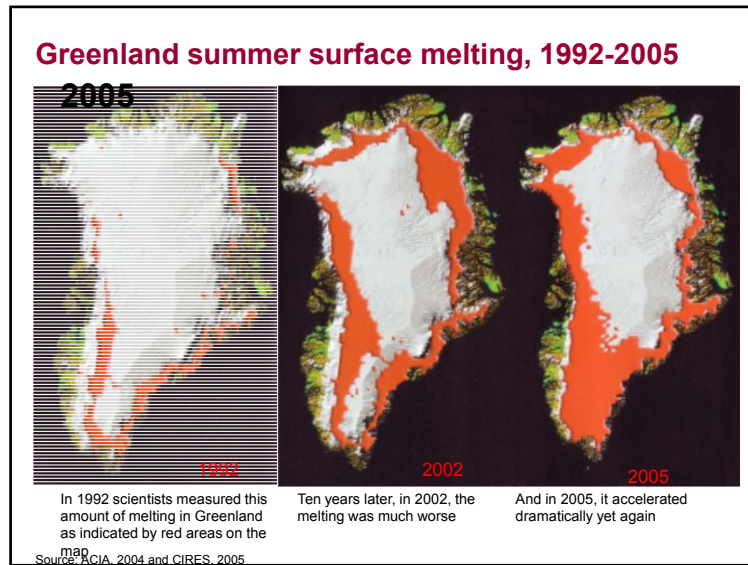 Greenland summer surface melting, 1992-2005
2005
1992
2002
2005
In 1992 scientists measured this
amount of melting in Greenland
as indicated by red areas on the
map
Ten years later, in 2002, the
melting was much worse
And in 2005, it accelerated
dramatically yet again
Source: ACIA, 2004 and CIRES, 2005